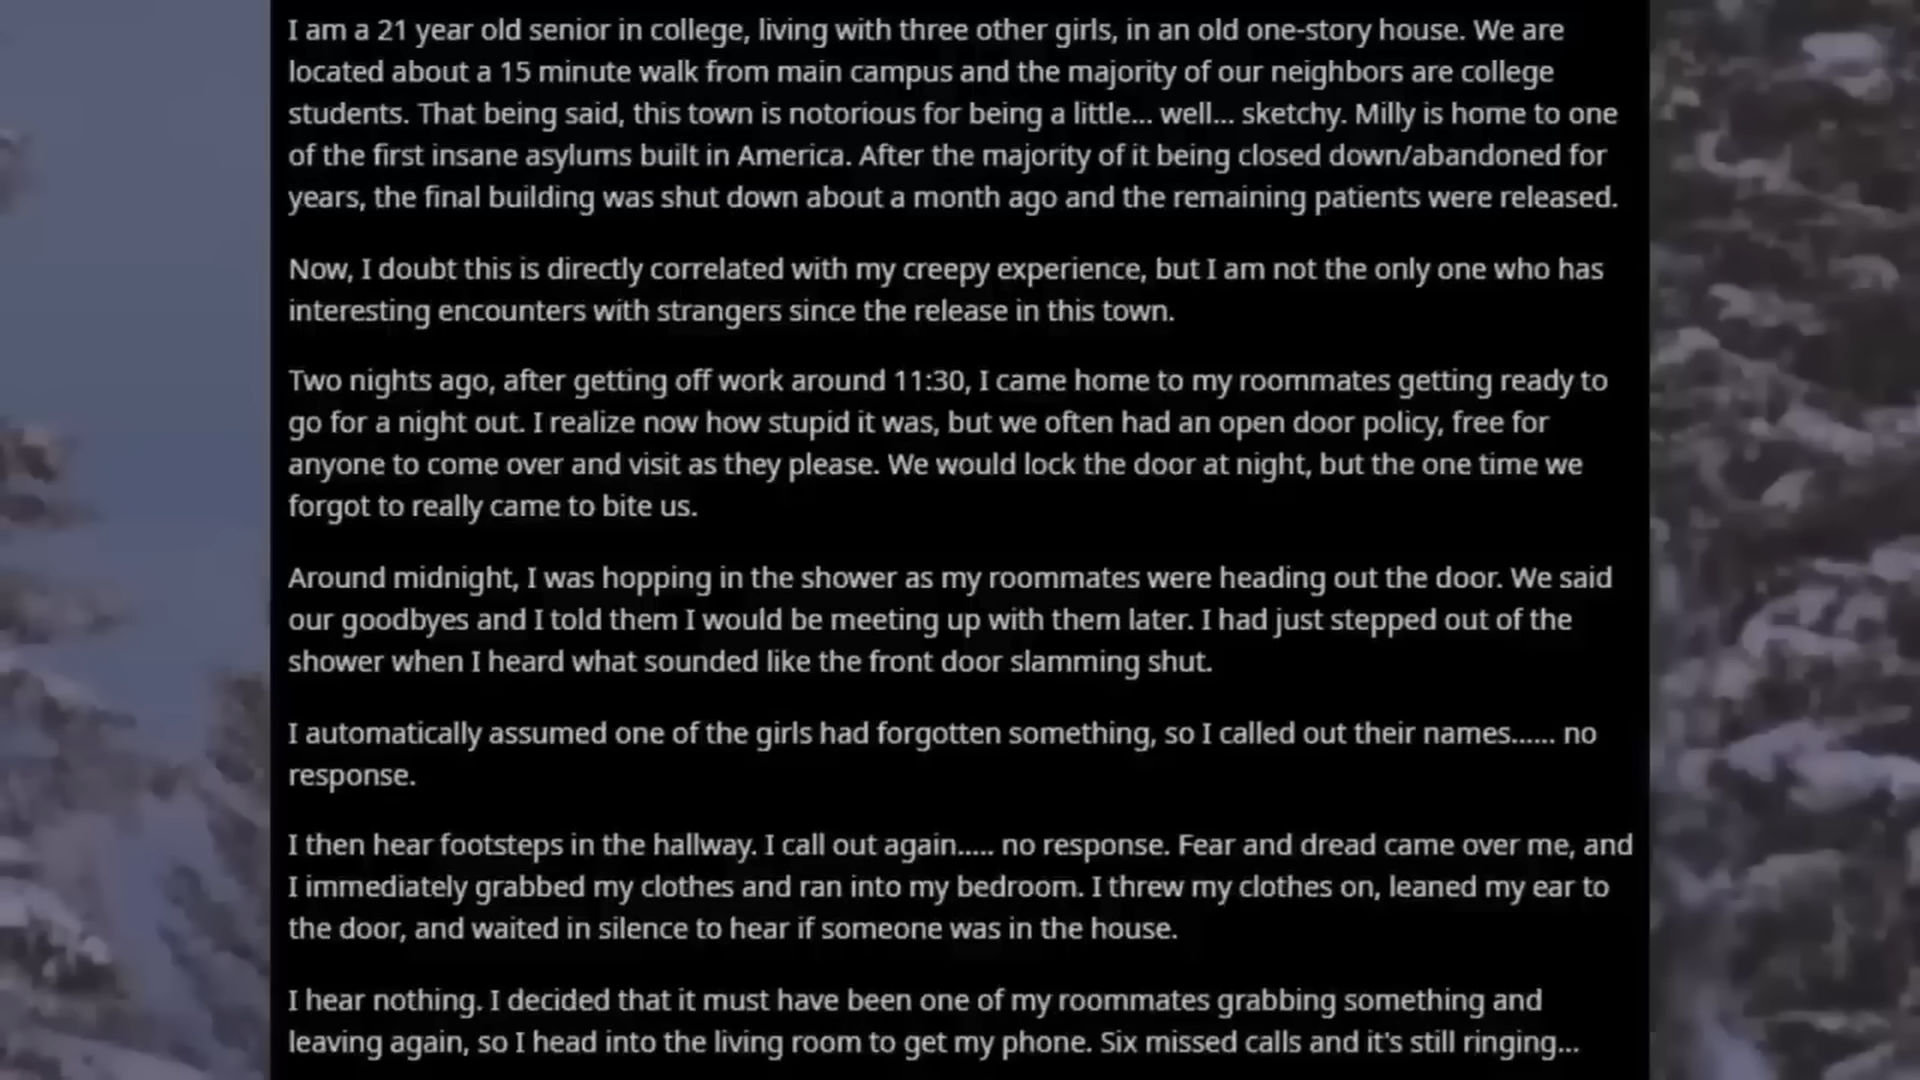 I am a 21 year old senior in college, living with three other girls, in an old one-story house. We are
located about a 15 minute walk from main campus and the majority of our neighbors are college
students. That being said, this town is notorious for being a little... well... sketchy. Milly is home to one
of the first insane asylums built in America. After the majority of it being closed down/abandoned for
years, the final building was shut down about a month ago and the remaining patients were released.
Now, I doubt this is directly correlated with my creepy experience, but I am not the only one who has
interesting encounters with strangers since the release in this town.
Two nights ago, after getting off work around 11:30, I came home to my roommates getting ready to
go for a night out. I realize now how stupid it was, but we often had an open door policy, free for
anyone to come over and visit as they please. We would lock the door at night, but the one time we
forgot to really came to bite us.
Around midnight, I was hopping in the shower as my roommates were heading out the door. We said
our goodbyes and I told them I would be meeting up with them later. I had just stepped out of the
shower when I heard what sounded like the front door slamming shut.
I automatically assumed one of the girls had forgotten something, so I called out their names...... no
response.
I then hear footsteps in the hallway. I call out again..... no response. Fear and dread came over me, and
I immediately grabbed my clothes and ran into my bedroom. I threw my clothes on, leaned my ear to
the door, and waited in silence to hear if someone was in the house.
I hear nothing. I decided that it must have been one of my roommates grabbing something and
leaving again, so I head into the living room to get my phone. Six missed calls and it's still ringing...